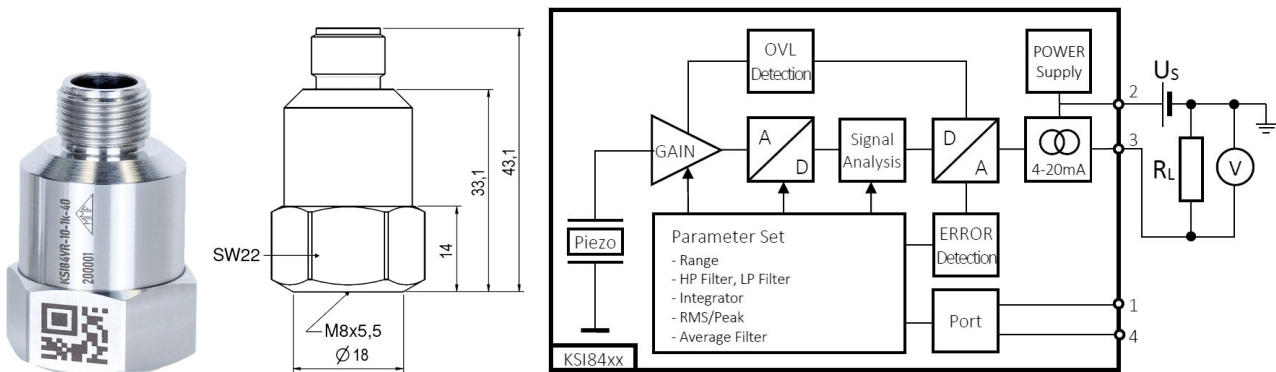 KSI84VR-10-1k-40
200001
MMF
SW22
14
33,1
43,1
M8x5,5
Ø 18
OVL
Detection
POWER
Supply
GAIN
A
D
Signal
Analysis
D
A
4-20mA
Piezo
Parameter Set
- Range
- HP Filter, LP Filter
- Integrator
- RMS/Peak
- Average Filter
ERROR
Detection
Port
KSI84xx
2
3
1
4
US
RL
V